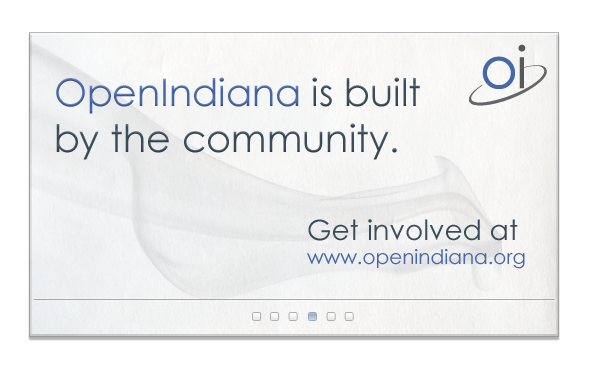 oi
OpenIndiana is built
by the community.
Get involved at
www.openindiana.org